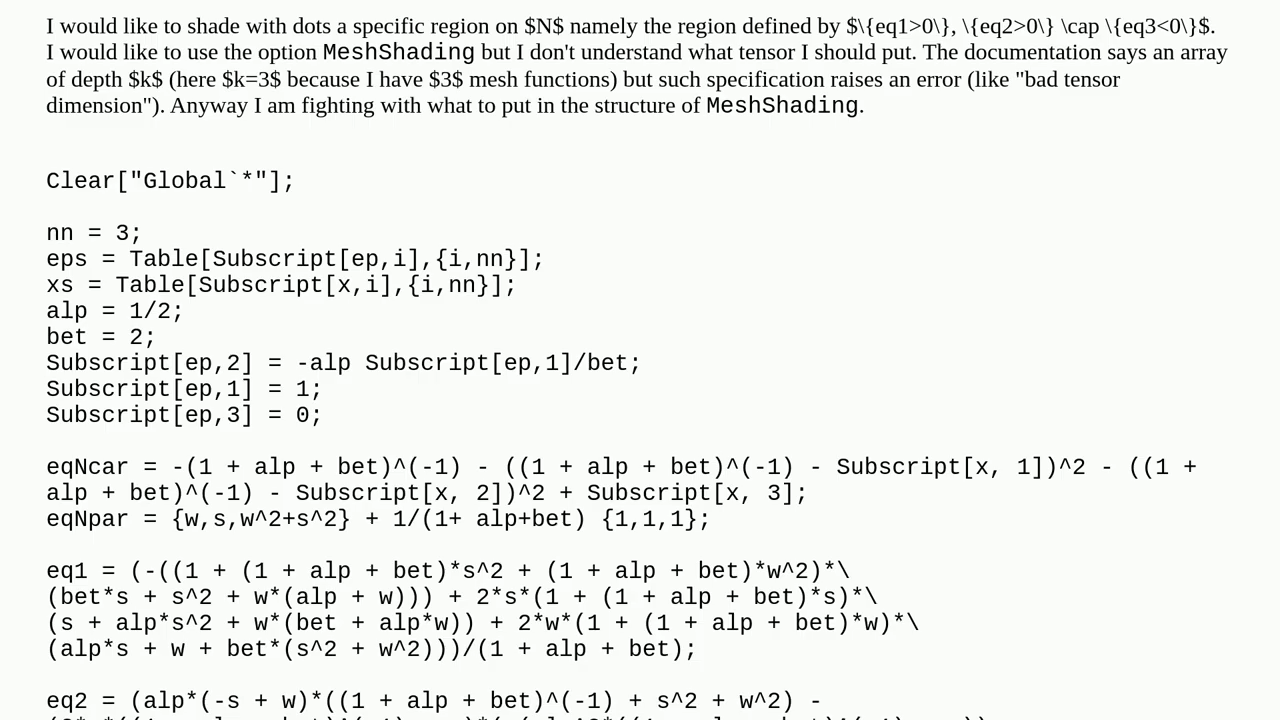 I would like to shade with dots a specific region on $N$ namely the region defined by $\{eq1>0\}, \{eq2>0\} \cap \{eq3<0\}$.
I would like to use the option MeshShading but I don't understand what tensor I should put. The documentation says an array
of depth $k$ (here $k=3$ because I have $3$ mesh functions) but such specification raises an error (like "bad tensor
dimension"). Anyway I am fighting with what to put in the structure of MeshShading.
Clear["Global`*"];
nn = 3;
eps = Table[Subscript[ep,i],{i,nn}];
xs = Table[Subscript[x,i],{i,nn}];
alp = 1/2;
bet = 2;
Subscript[ep,2] = -alp Subscript[ep,1]/bet;
Subscript[ep,1] = 1;
Subscript[ep,3] = 0;
eqNcar = -(1 + alp + bet)^(-1) - ((1 + alp + bet)^(-1) - Subscript[x, 1])^2 - ((1 +
alp + bet)^(-1) - Subscript[x, 2])^2 + Subscript[x, 3];
eqNpar = {w,s,w^2+s^2} + 1/(1+ alp+bet) {1,1,1};
eq1 = (-((1 + (1 + alp + bet)*s^2 + (1 + alp + bet)*w^2)*\
(bet*s + s^2 + w*(alp + w))) + 2*s*(1 + (1 + alp + bet)*s)*\
(s + alp*s^2 + w*(bet + alp*w)) + 2*w*(1 + (1 + alp + bet)*w)*\
(alp*s + w + bet*(s^2 + w^2)))/(1 + alp + bet);
eq2 = (alp*(-s + w)*((1 + alp + bet)^(-1) + s^2 + w^2) -